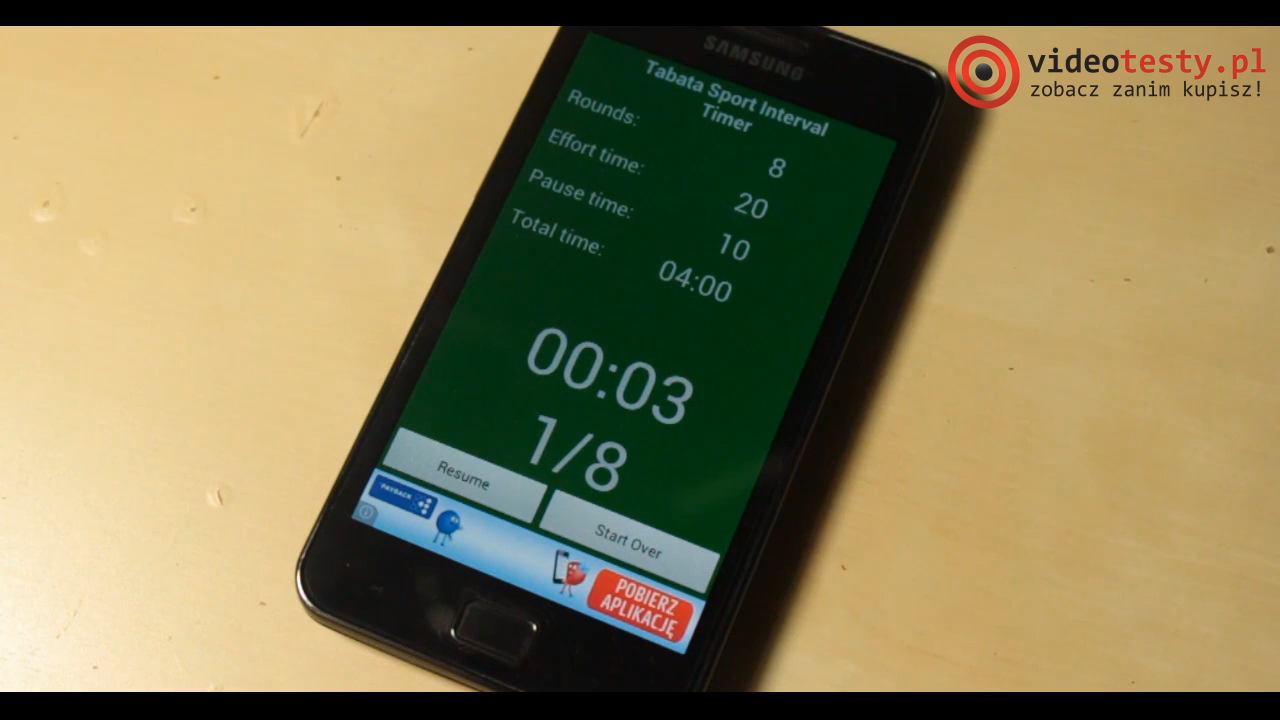 SAMSUNG
Tabata Sport Interval
Timer
Rounds: 8
Effort time: 20
Pause time: 10
Total time: 04:00
00:03
1/8
Resume
Start Over
PAYBACK
POBIERZ
APLIKACJĘ
videotesty.pl
zobacz zanim kupisz!